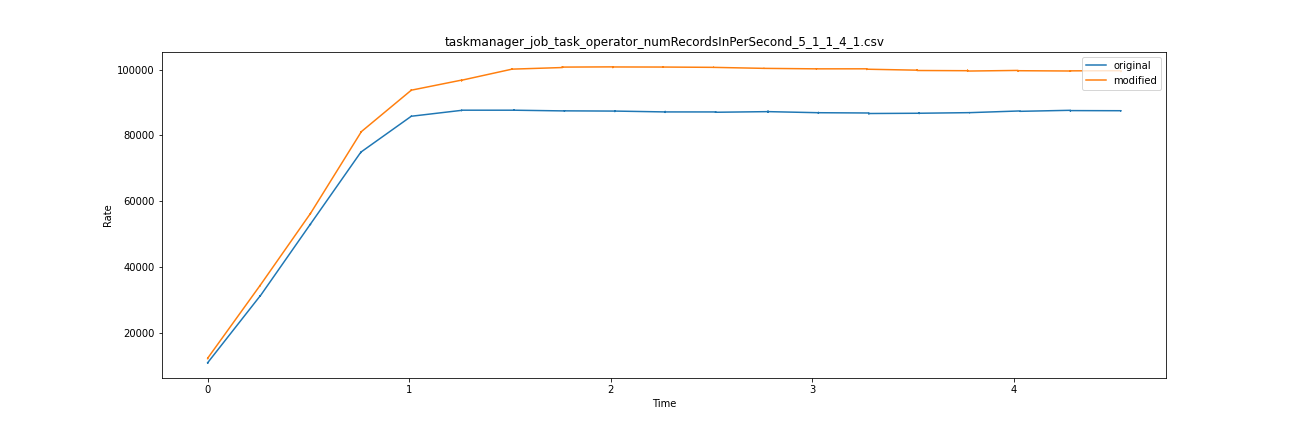 taskmanager_job_task_operator_numRecordsInPerSecond_5_1_1_4_1.csv
100000
80000
60000
40000
20000
Rate
original
modified
0 1 2 3 4
Time